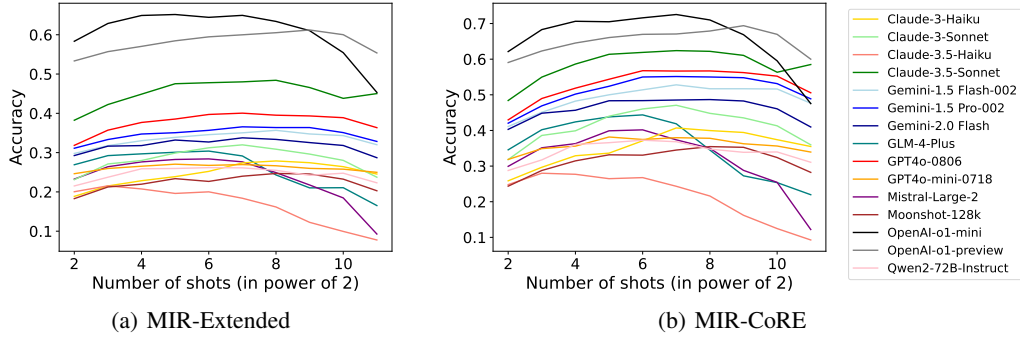 0.6
0.5
0.4
0.3
0.2
0.1
Accuracy
2 4 6 8 10
Number of shots (in power of 2)
(a) MIR-Extended
0.7
0.6
0.5
0.4
0.3
0.2
0.1
Accuracy
2 4 6 8 10
Number of shots (in power of 2)
(b) MIR-CoRE
Claude-3-Haiku
Claude-3-Sonnet
Claude-3.5-Haiku
Claude-3.5-Sonnet
Gemini-1.5 Flash-002
Gemini-1.5 Pro-002
Gemini-2.0 Flash
GLM-4-Plus
GPT4o-0806
GPT4o-mini-0718
Mistral-Large-2
Moonshot-128k
OpenAI-o1-mini
OpenAI-o1-preview
Qwen2-72B-Instruct